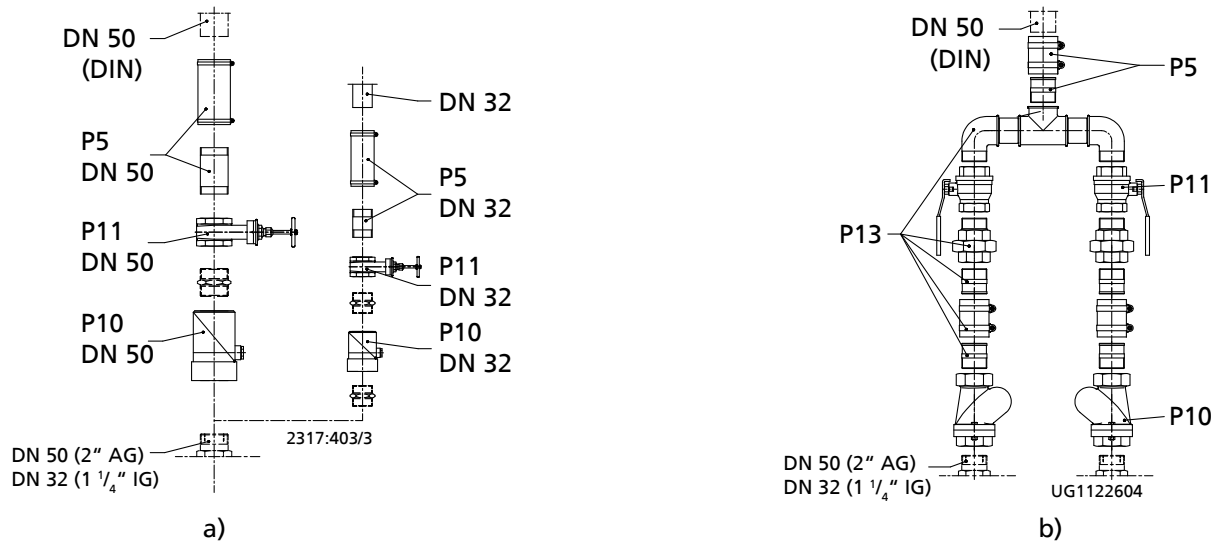 DN 50
(DIN)
P5
DN 50
P11
DN 50
P10
DN 50
DN 50 (2“ AG)
DN 32 (1 1/4“ IG)
DN 32
P5
DN 32
P11
DN 32
P10
DN 32
2317:403/3
a)
DN 50
(DIN)
P5
P11
P13
P10
DN 50 (2“ AG)
DN 32 (1 1/4“ IG)
UG1122604
b)